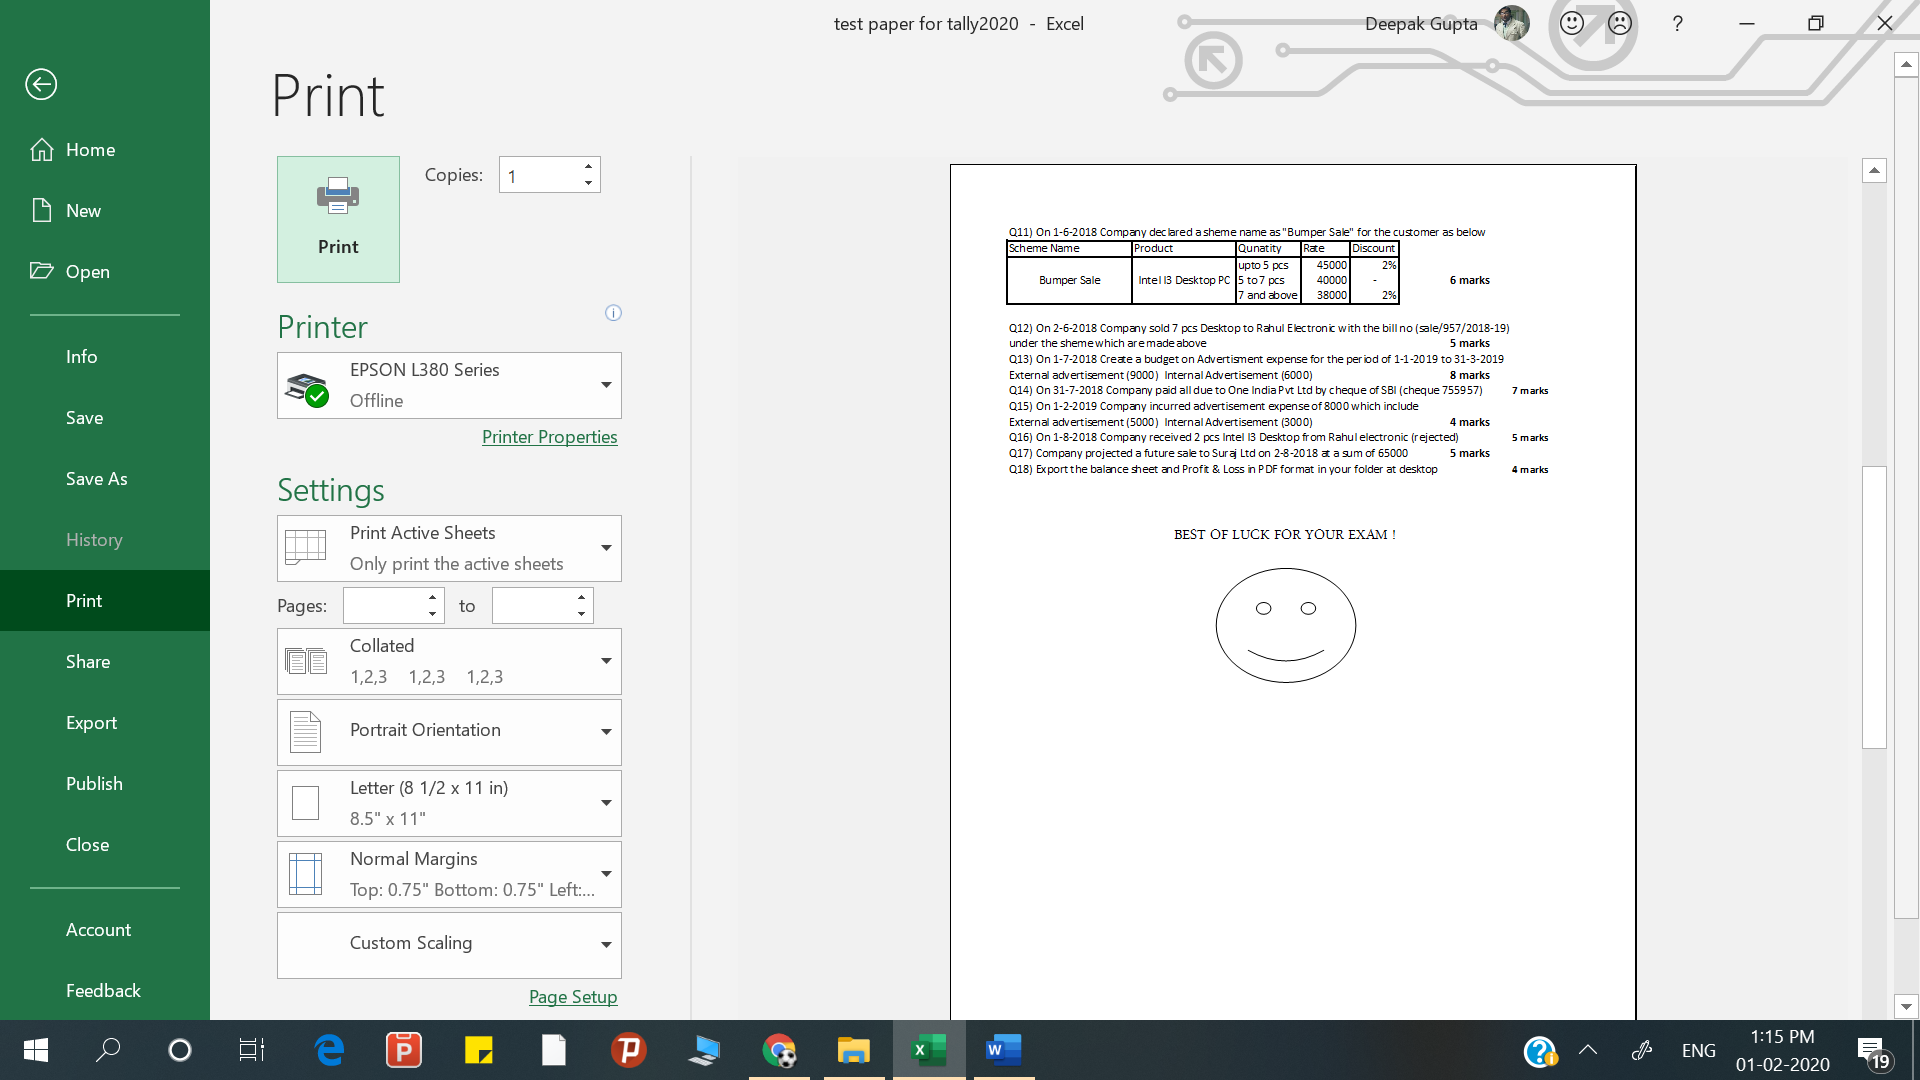 test paper for tally2020 - Excel
Deepak Gupta
?
Print
Home
New
Open
Info
Save
Save As
History
Print
Share
Export
Publish
Close
Account
Feedback
Print
Copies: 1
Printer
EPSON L380 Series
Offline
Printer Properties
Settings
Print Active Sheets
Only print the active sheets
Pages: to
Collated
1,2,3 1,2,3 1,2,3
Portrait Orientation
Letter (8 1/2 x 11 in)
8.5" x 11"
Normal Margins
Top: 0.75" Bottom: 0.75" Left:...
Custom Scaling
Page Setup
Q11) On 1-6-2018 Company declared a sheme name as "Bumper Sale" for the customer as below
Scheme Name Product Qunatity Rate Discount
upto 5 pcs 45000 2%
Bumper Sale Intel I3 Desktop PC 5 to 7 pcs 40000 - 6 marks
7 and above 38000 2%
Q12) On 2-6-2018 Company sold 7 pcs Desktop to Rahul Electronic with the bill no (sale/957/2018-19)
under the sheme which are made above 5 marks
Q13) On 1-7-2018 Create a budget on Advertisment expense for the period of 1-1-2019 to 31-3-2019
External advertisement (9000) Internal Advertisement (6000) 8 marks
Q14) On 31-7-2018 Company paid all due to One India Pvt Ltd by cheque of SBI (cheque 755957) 7 marks
Q15) On 1-2-2019 Company incurred advertisement expense of 8000 which include
External advertisement (5000) Internal Advertisement (3000) 4 marks
Q16) On 1-8-2018 Company received 2 pcs Intel I3 Desktop from Rahul electronic (rejected) 5 marks
Q17) Company projected a future sale to Suraj Ltd on 2-8-2018 at a sum of 65000 5 marks
Q18) Export the balance sheet and Profit & Loss in PDF format in your folder at desktop 4 marks
BEST OF LUCK FOR YOUR EXAM !
ENG
1:15 PM
01-02-2020
19